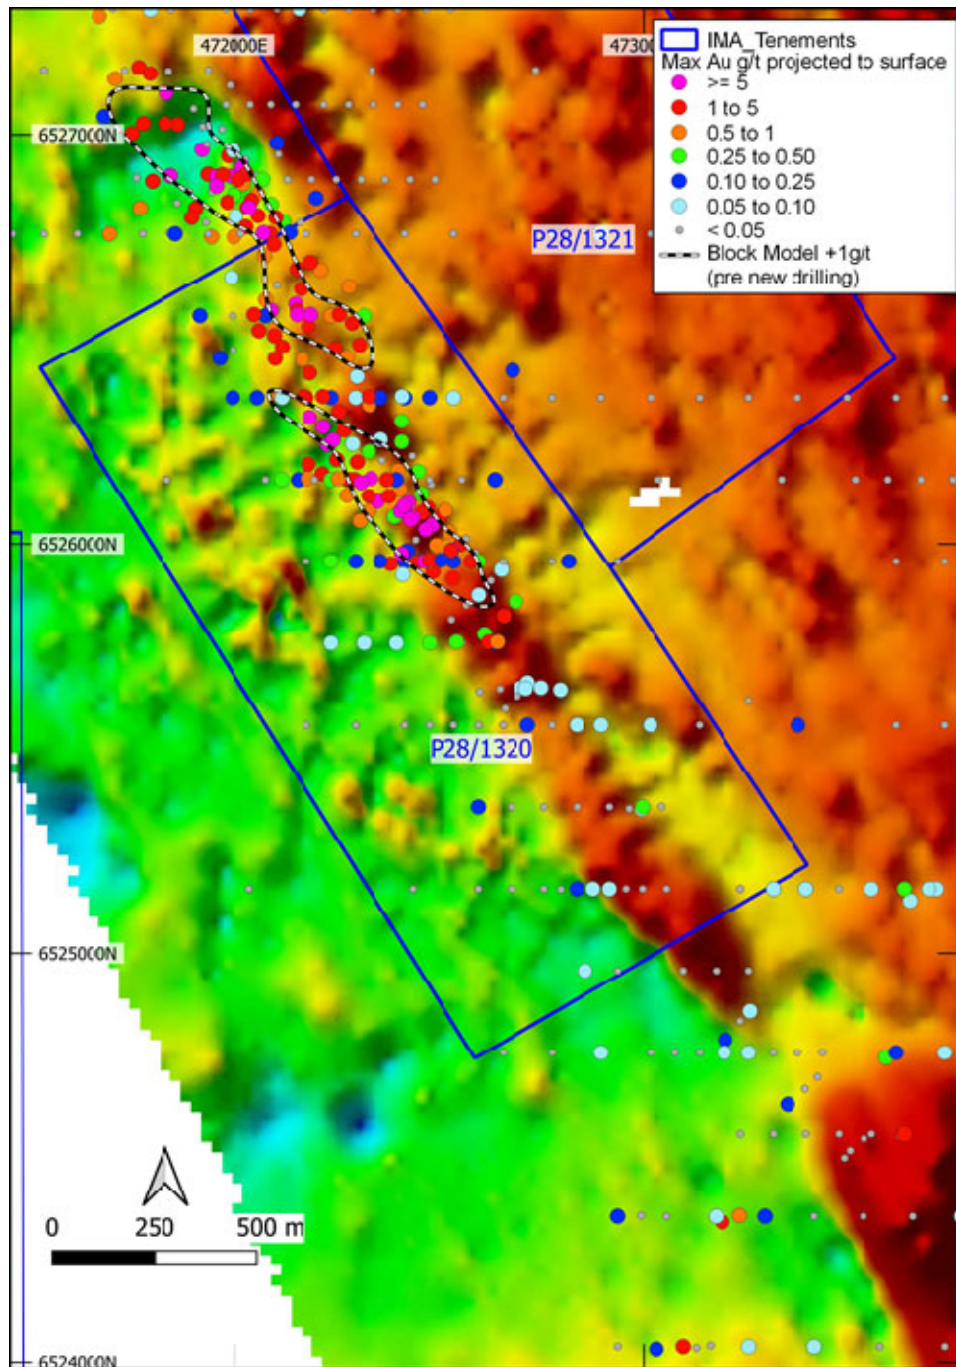 472000E
4730
IMA_Tenements
Max Au g/t projected to surface
>= 5
1 to 5
0.5 to 1
0.25 to 0.50
0.10 to 0.25
0.05 to 0.10
< 0.05
Block Model +1g/t
(pre new drilling)
6527000N
P28/1321
6526000N
P28/1320
6525000N
0 250 500 m
6524000N